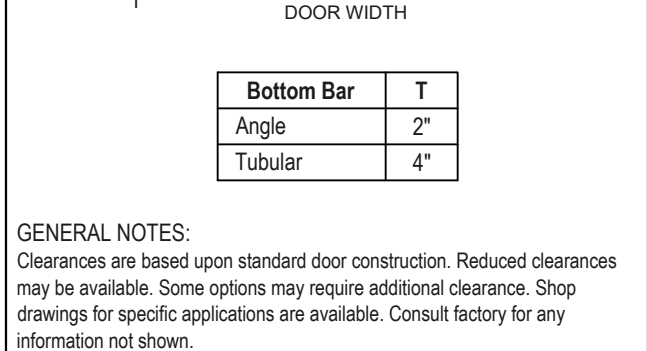 DOOR WIDTH
Bottom Bar T
Angle 2"
Tubular 4"
GENERAL NOTES:
Clearances are based upon standard door construction. Reduced clearances
may be available. Some options may require additional clearance. Shop
drawings for specific applications are available. Consult factory for any
information not shown.